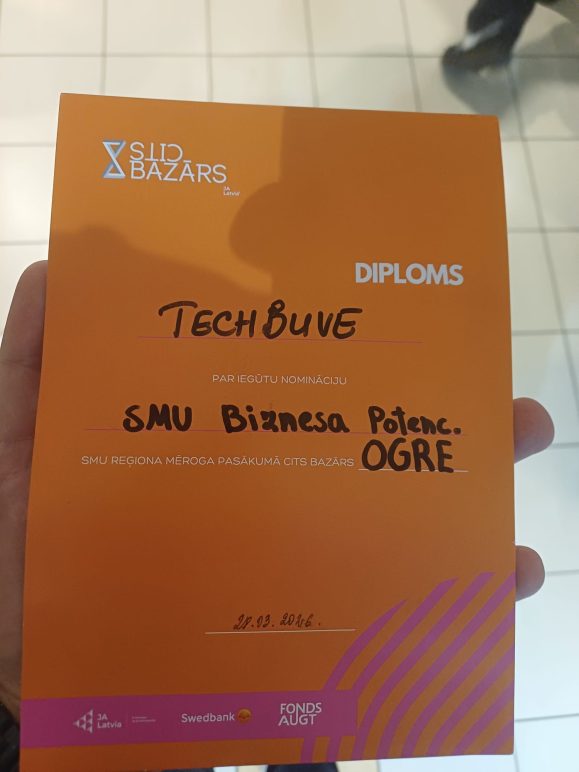 CITS
BAZĀRS
JA
Latvia
DIPLOMS
TECHBUVE
PAR IEGŪTU NOMINĀCIJU
SMU Biznesa Potenc.
SMU REĢIONA MĒROGA PASĀKUMĀ CITS BAZĀRS OGRE
JA
Latvia
Swedbank
FONDS
AUGT